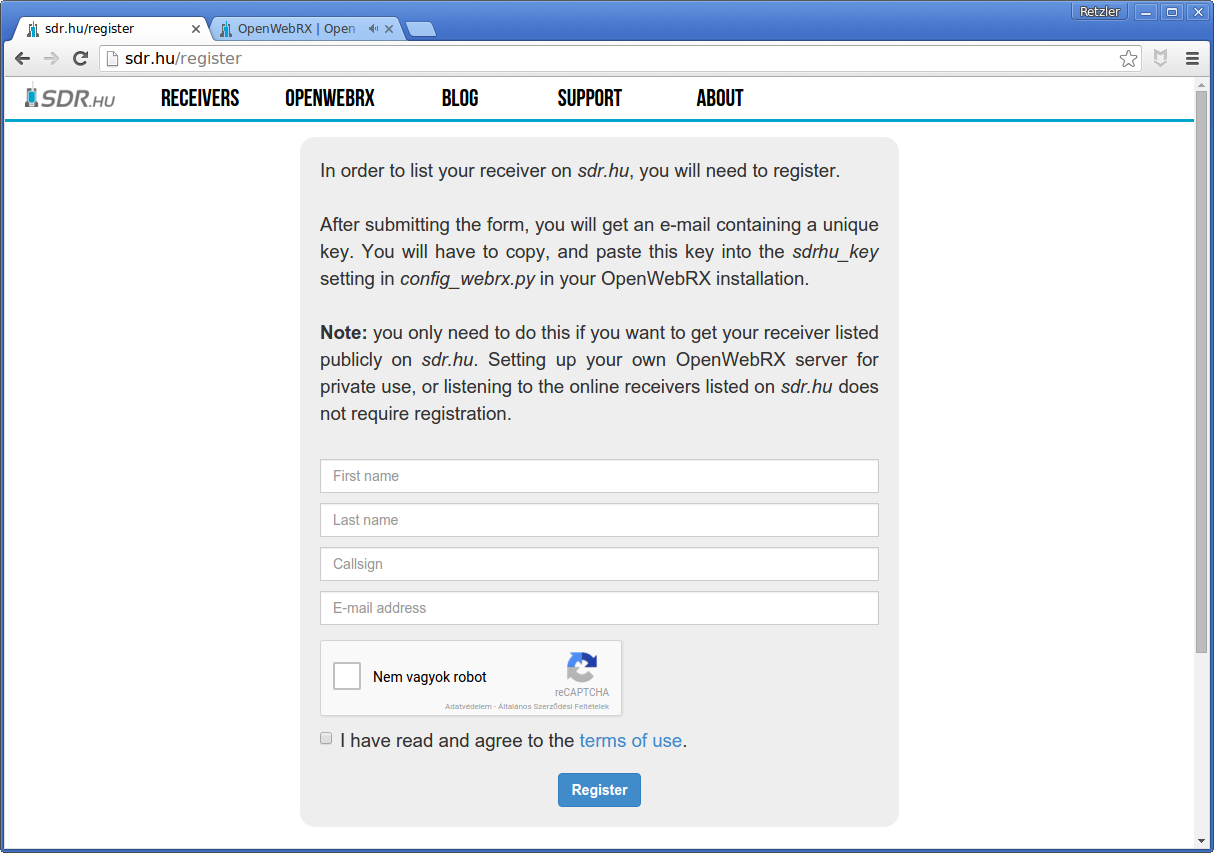 Retzler
sdr.hu/register
OpenWebRX | Open
sdr.hu/register
SDR.HU
RECEIVERS
OPENWEBRX
BLOG
SUPPORT
ABOUT
In order to list your receiver on sdr.hu, you will need to register.
After submitting the form, you will get an e-mail containing a unique
key. You will have to copy, and paste this key into the sdrhu_key
setting in config_webrx.py in your OpenWebRX installation.
Note: you only need to do this if you want to get your receiver listed
publicly on sdr.hu. Setting up your own OpenWebRX server for
private use, or listening to the online receivers listed on sdr.hu does
not require registration.
First name
Last name
Callsign
E-mail address
Nem vagyok robot
reCAPTCHA
Adatvédelem - Általános Szerződési Feltételek
I have read and agree to the terms of use.
Register